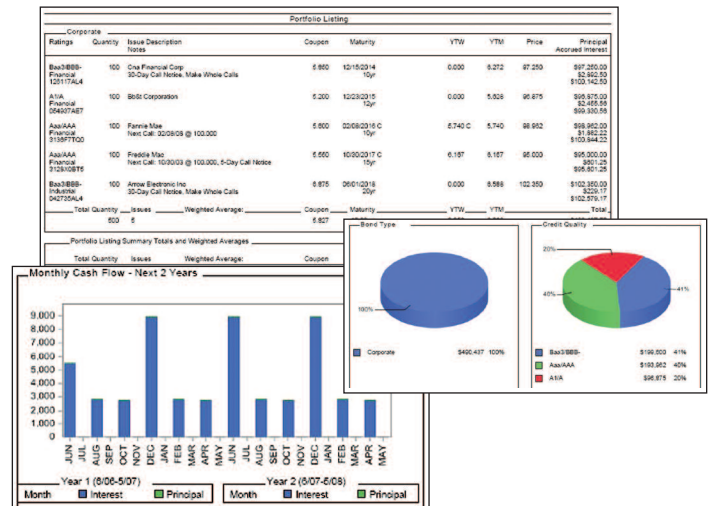 Portfolio Listing
Corporate
Ratings Quantity Issue Description Coupon Maturity YTW YTM Price Principal
Notes Accrued Interest
Baa3/BBB- 100 Cna Financial Corp 5.850 12/15/2014 0.000 6.272 97.250 $97,250.00
Financial 30-Day Call Notice, Make Whole Calls 10yr $2,892.50
126117AL4 $100,142.50
A1/A 100 Bb&t Corporation 5.200 12/23/2015 0.000 5.628 96.875 $96,875.00
Financial 12yr
054937AE7
Aaa/AAA 100 Fannie Mae 5.600 02/08/2016 C 5.740 C 5.740 98.962 $98,962.00
Financial Next Call: 02/08/08 @ 100.000 10yr $1,882.22
$100,844.22
Aaa/AAA 100 Freddie Mac 5.550 10/30/2017 C 6.167 6.167 95.000 $95,000.00
Financial Next Call: 10/30/03 @ 100.000, 5-Day Call Notice 15yr $601.25
$95,601.25
Baa3/BBB- 100 Arrow Electronic Inc 6.875 06/01/2018 0.000 6.588 102.350 $102,350.00
Industrial 30-Day Call Notice, Make Whole Calls 20yr $229.17
042735AL4 $102,579.17
Total Quantity Issues Weighted Average: Coupon Maturity YTW YTM Total
500 5 5.827
Portfolio Listing Summary Totals and Weighted Averages
Total Quantity Issues Weighted Average: Coupon
Bond Type
100%
Corporate $490,437 100%
Credit Quality
20%
40%
41%
Baa3/BBB- $199,600 41%
Aaa/AAA $193,962 40%
A1/A $96,875 20%
Monthly Cash Flow - Next 2 Years
9,000
8,000
7,000
6,000
5,000
4,000
3,000
2,000
1,000
0
JUN JUL AUG SEP OCT NOV DEC JAN FEB MAR APR MAY JUN JUL AUG SEP OCT NOV DEC JAN FEB MAR APR MAY
Year 1 (6/06-5/07) Year 2 (6/07-5/08)
Month Interest Principal Month Interest Principal